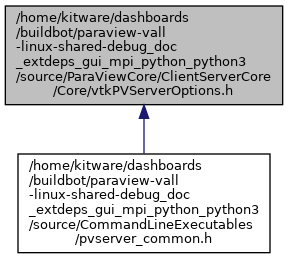 /home/kitware/dashboards
/buildbot/paraview-vall
-linux-shared-debug_doc
_extdeps_gui_mpi_python_python3
/source/ParaViewCore/ClientServerCore
/Core/vtkPVServerOptions.h
/home/kitware/dashboards
/buildbot/paraview-vall
-linux-shared-debug_doc
_extdeps_gui_mpi_python_python3
/source/CommandLineExecutables
/pvserver_common.h